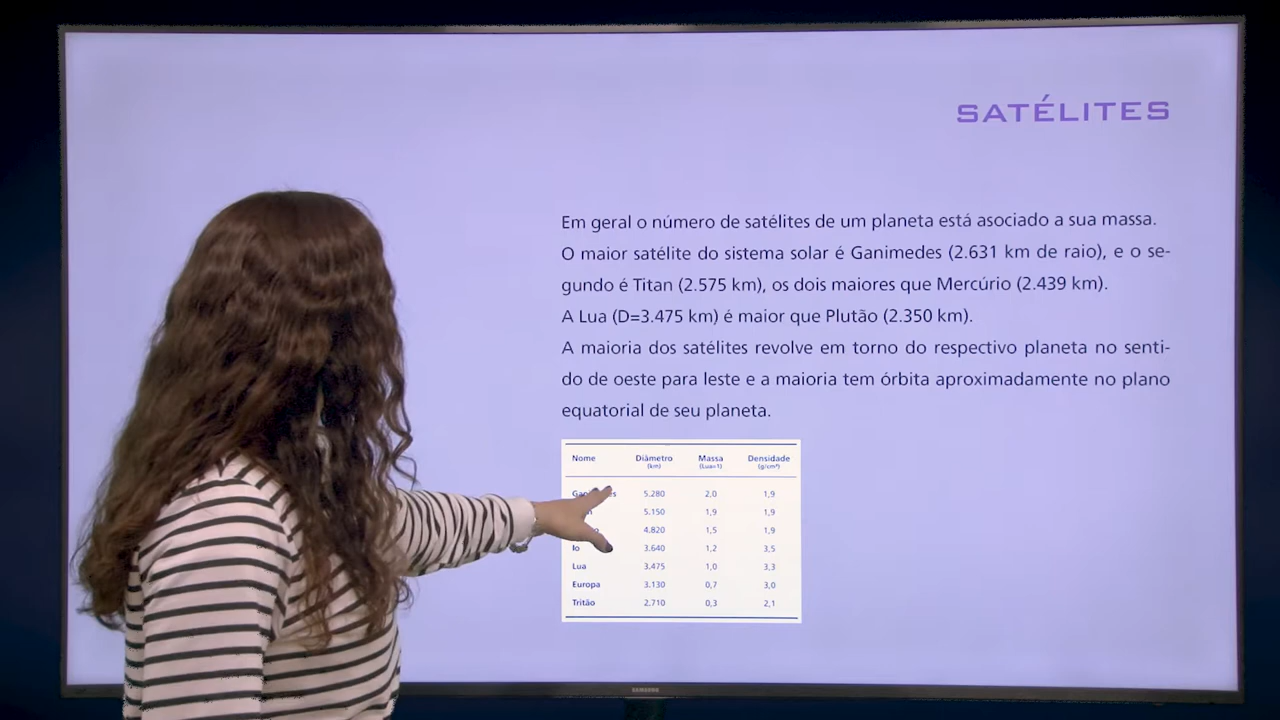 SATÉLITES
Em geral o número de satélites de um planeta está asociado a sua massa.
O maior satélite do sistema solar é Ganimedes (2.631 km de raio), e o se-
gundo é Titan (2.575 km), os dois maiores que Mercúrio (2.439 km).
A Lua (D=3.475 km) é maior que Plutão (2.350 km).
A maioria dos satélites revolve em torno do respectivo planeta no senti-
do de oeste para leste e a maioria tem órbita aproximadamente no plano
equatorial de seu planeta.
Nome Diâmetro Massa Densidade
(km) (Lua=1) (g/cm³)
5.280 2,0 1,9
5.150 1,9 1,9
4.820 1,5 1,9
Io 3.640 1,2 3,5
Lua 3.475 1,0 3,3
Europa 3.130 0,7 3,0
Tritão 2.710 0,3 2,1
SAMSUNG